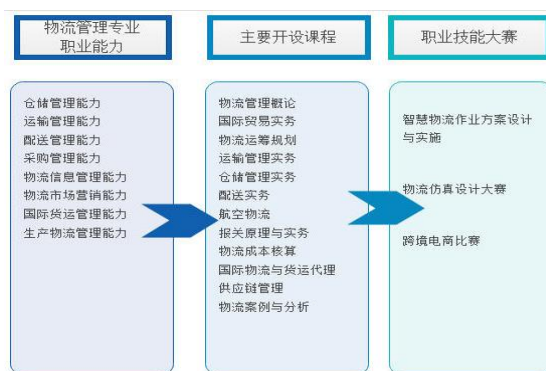 物流管理专业
职业能力
主要开设课程
职业技能大赛
仓储管理能力
运输管理能力
配送管理能力
采购管理能力
物流信息管理能力
物流市场营销能力
国际货运管理能力
生产物流管理能力
物流管理概论
国际贸易实务
物流运筹规划
运输管理实务
仓储管理实务
配送实务
航空物流
报关原理与实务
物流成本核算
国际物流与货运代理
供应链管理
物流案例与分析
智慧物流作业方案设计
与实施
物流仿真设计大赛
跨境电商比赛